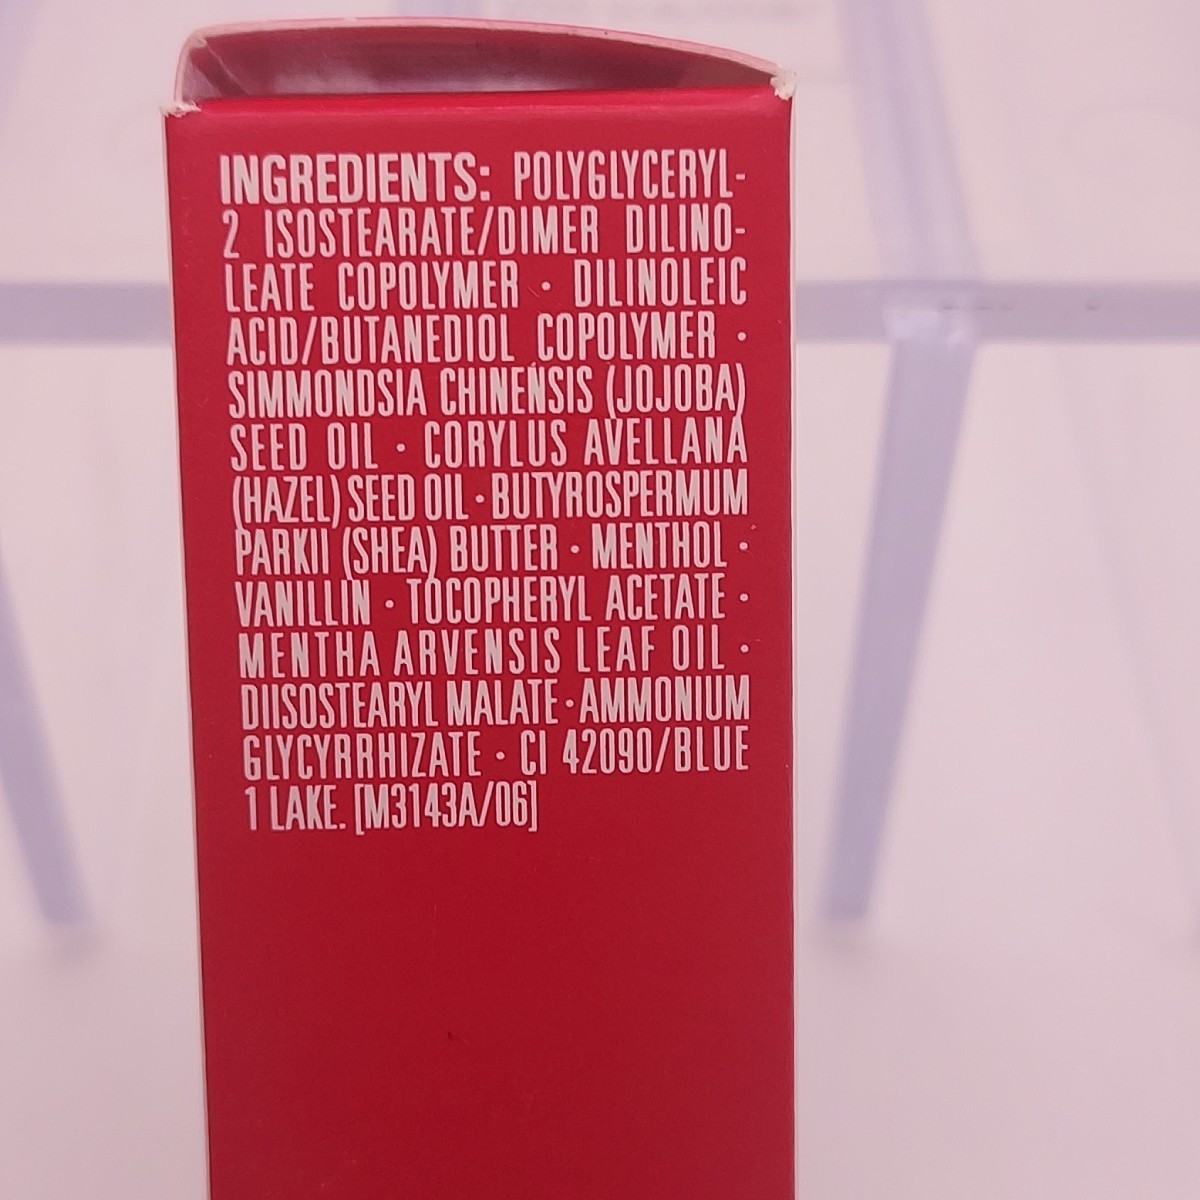 INGREDIENTS: POLYGLYCERYL-
2 ISOSTEARATE/DIMER DILINO-
LEATE COPOLYMER · DILINOLEIC
ACID/BUTANEDIOL COPOLYMER ·
SIMMONDSIA CHINENSIS (JOJOBA)
SEED OIL · CORYLUS AVELLANA
(HAZEL) SEED OIL · BUTYROSPERMUM
PARKII (SHEA) BUTTER · MENTHOL ·
VANILLIN · TOCOPHERYL ACETATE ·
MENTHA ARVENSIS LEAF OIL ·
DIISOSTEARYL MALATE · AMMONIUM
GLYCYRRHIZATE · CI 42090/BLUE
1 LAKE. [M3143A/06]